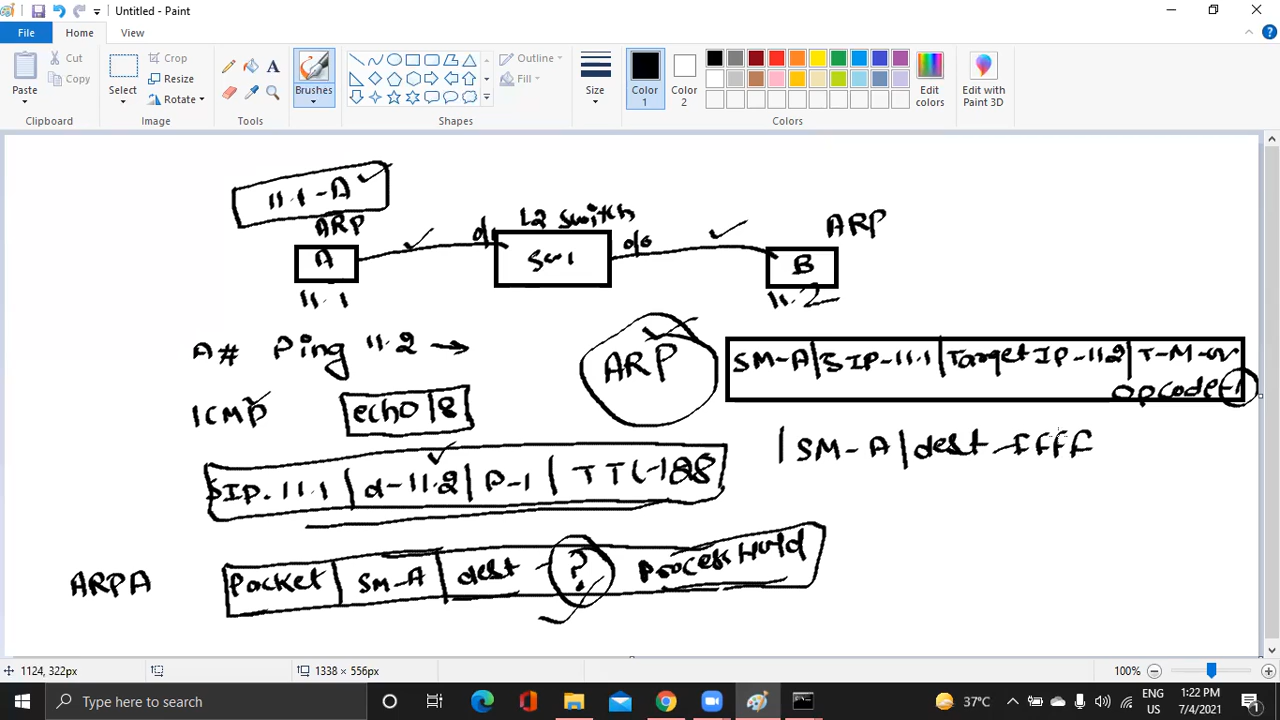 Untitled - Paint
File
Home
View
Paste
Cut
Copy
Clipboard
Select
Crop
Resize
Rotate
Image
A
Tools
Brushes
Outline
Fill
Shapes
Size
Color 1
Color 2
Edit colors
Edit with Paint 3D
Colors
11.1-A
ARP
L2 Switch
ARP
A
SW1
B
11.1
11.2
A# Ping 11.2
ARP
SM-A | SIP-11.1 | Target IP-11.2 |
opcode-1
ICMP
echo | 8
| SM-A | dest-ffff
SIP-11.1 | d-11.2 | P-1 | TTL-128
ARPA
Packet | SM-A | dest - ? Process Hold
1124, 322px
1338 × 556px
100%
Type here to search
37°C
ENG
US
1:22 PM
7/4/2021
1